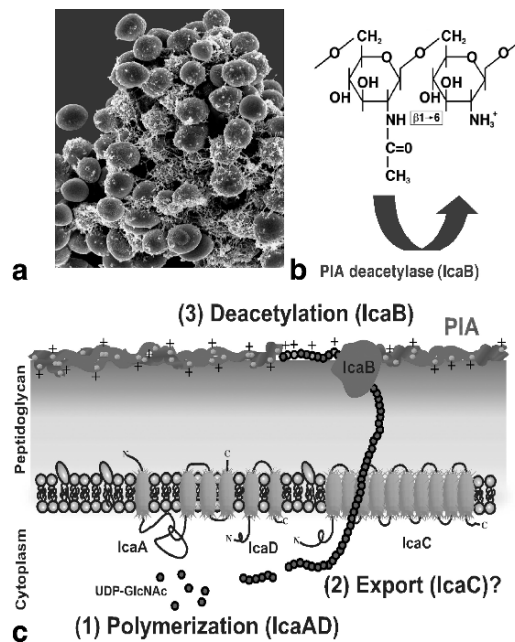 a
O
CH₂
O
CH₂
O
O
O
OH
OH
OH
OH
NH
β1→6
NH₃⁺
C=0
CH₃
b
PIA deacetylase (IcaB)
(3) Deacetylation (IcaB)
PIA
IcaB
Peptidoglycan
N
C
C
N
N
C
IcaA
IcaD
IcaC
Cytoplasm
UDP-GlcNAc
(2) Export (IcaC)?
(1) Polymerization (IcaAD)
c